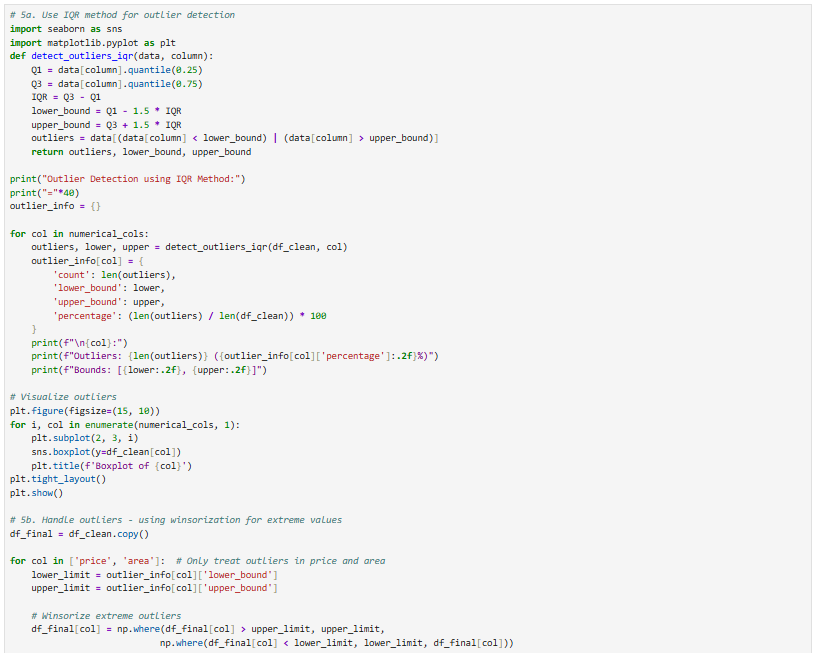 # 5a. Use IQR method for outlier detection
import seaborn as sns
import matplotlib.pyplot as plt
def detect_outliers_iqr(data, column):
    Q1 = data[column].quantile(0.25)
    Q3 = data[column].quantile(0.75)
    IQR = Q3 - Q1
    lower_bound = Q1 - 1.5 * IQR
    upper_bound = Q3 + 1.5 * IQR
    outliers = data[(data[column] < lower_bound) | (data[column] > upper_bound)]
    return outliers, lower_bound, upper_bound

print("Outlier Detection using IQR Method:")
print("="*40)
outlier_info = {}

for col in numerical_cols:
    outliers, lower, upper = detect_outliers_iqr(df_clean, col)
    outlier_info[col] = {
        'count': len(outliers),
        'lower_bound': lower,
        'upper_bound': upper,
        'percentage': (len(outliers) / len(df_clean)) * 100
    }
    print(f"\n{col}:")
    print(f"Outliers: {len(outliers)} ({outlier_info[col]['percentage']:.2f}%)")
    print(f"Bounds: [{lower:.2f}, {upper:.2f}]")

# Visualize outliers
plt.figure(figsize=(15, 10))
for i, col in enumerate(numerical_cols, 1):
    plt.subplot(2, 3, i)
    sns.boxplot(y=df_clean[col])
    plt.title(f'Boxplot of {col}')
plt.tight_layout()
plt.show()

# 5b. Handle outliers - using winsorization for extreme values
df_final = df_clean.copy()

for col in ['price', 'area']:  # Only treat outliers in price and area
    lower_limit = outlier_info[col]['lower_bound']
    upper_limit = outlier_info[col]['upper_bound']

    # Winsorize extreme outliers
    df_final[col] = np.where(df_final[col] > upper_limit, upper_limit,
                            np.where(df_final[col] < lower_limit, lower_limit, df_final[col]))